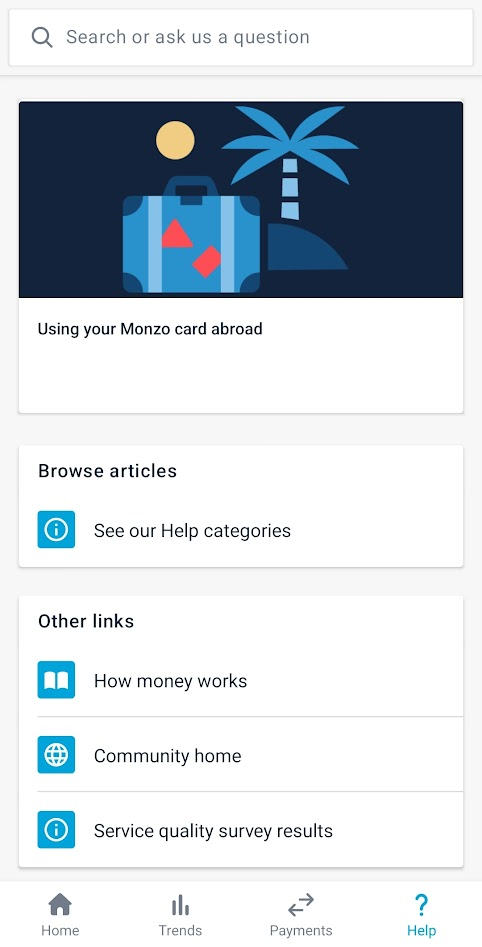 Search or ask us a question
Using your Monzo card abroad
Browse articles
See our Help categories
Other links
How money works
Community home
Service quality survey results
Home
Trends
Payments
Help